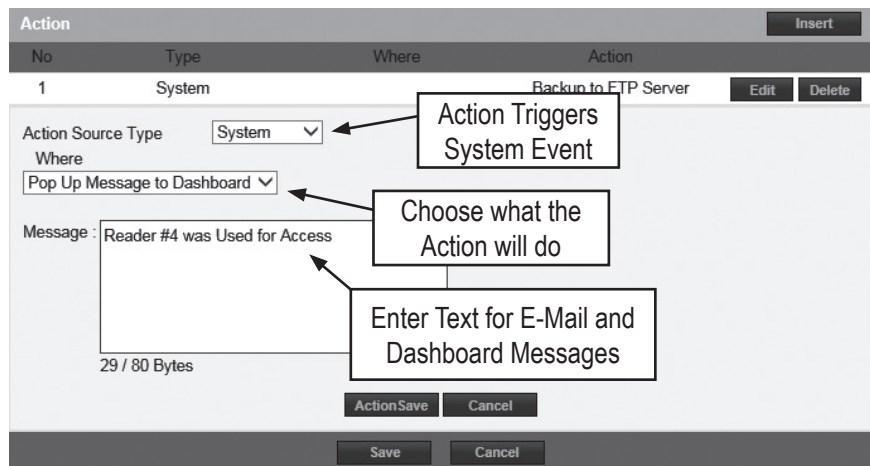 Action
Insert
No Type Where Action
1 System Backup to FTP Server Edit Delete
Action Source Type System
Action Triggers
System Event
Where
Pop Up Message to Dashboard
Choose what the
Action will do
Message : Reader #4 was Used for Access
Enter Text for E-Mail and
Dashboard Messages
29 / 80 Bytes
ActionSave Cancel
Save Cancel